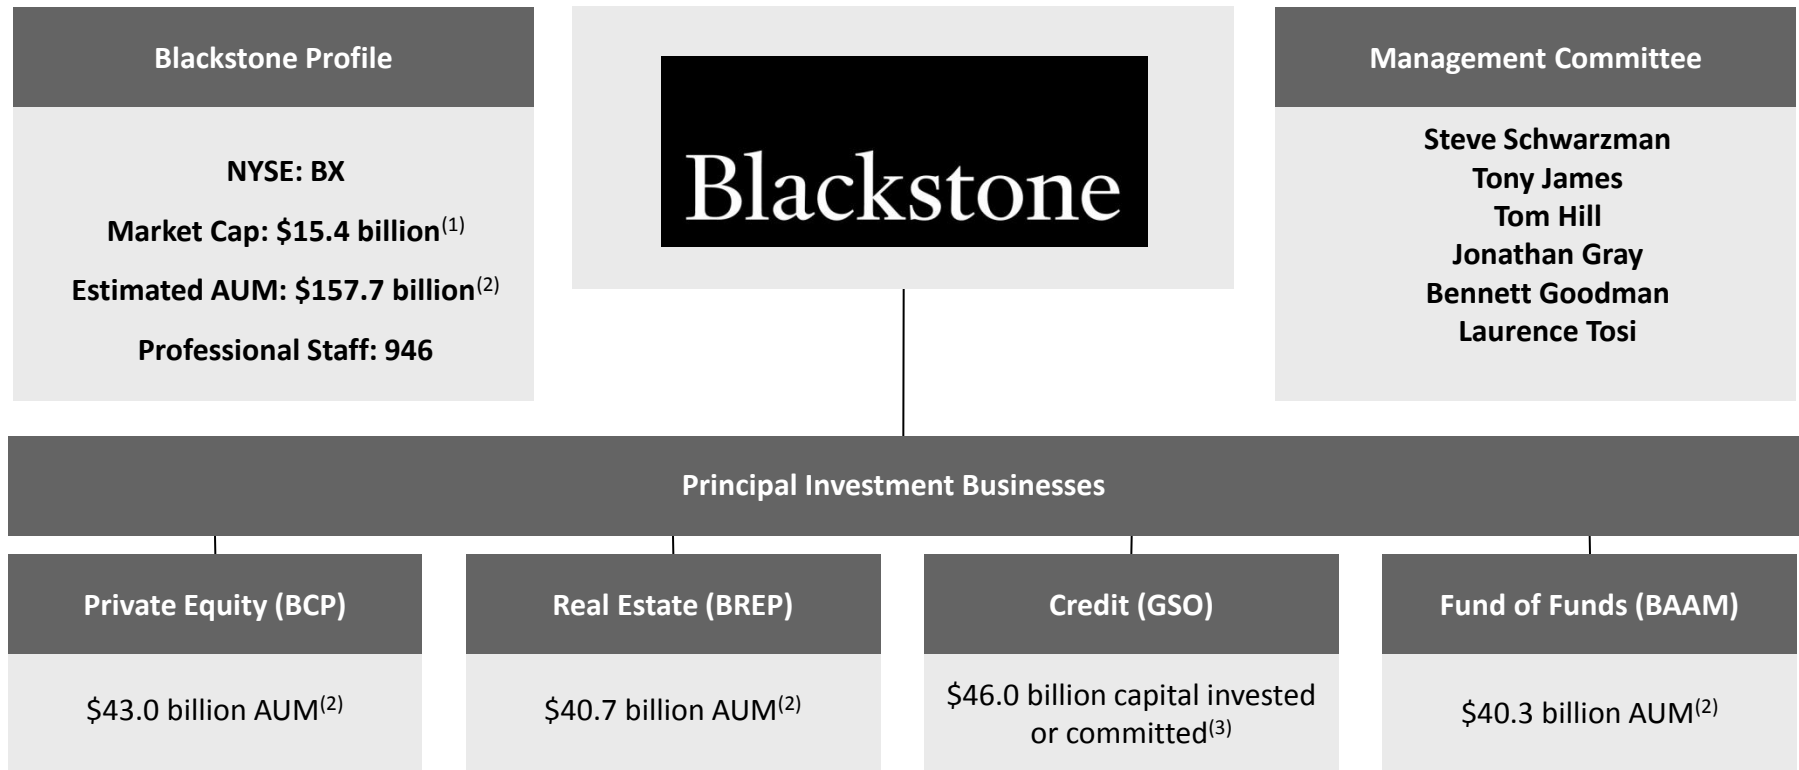 Blackstone Profile
NYSE: BX
Market Cap: $15.4 billion(1)
Estimated AUM: $157.7 billion(2)
Professional Staff: 946
Blackstone
Management Committee
Steve Schwarzman
Tony James
Tom Hill
Jonathan Gray
Bennett Goodman
Laurence Tosi
Principal Investment Businesses
Private Equity (BCP)
$43.0 billion AUM(2)
Real Estate (BREP)
$40.7 billion AUM(2)
Credit (GSO)
$46.0 billion capital invested
or committed(3)
Fund of Funds (BAAM)
$40.3 billion AUM(2)